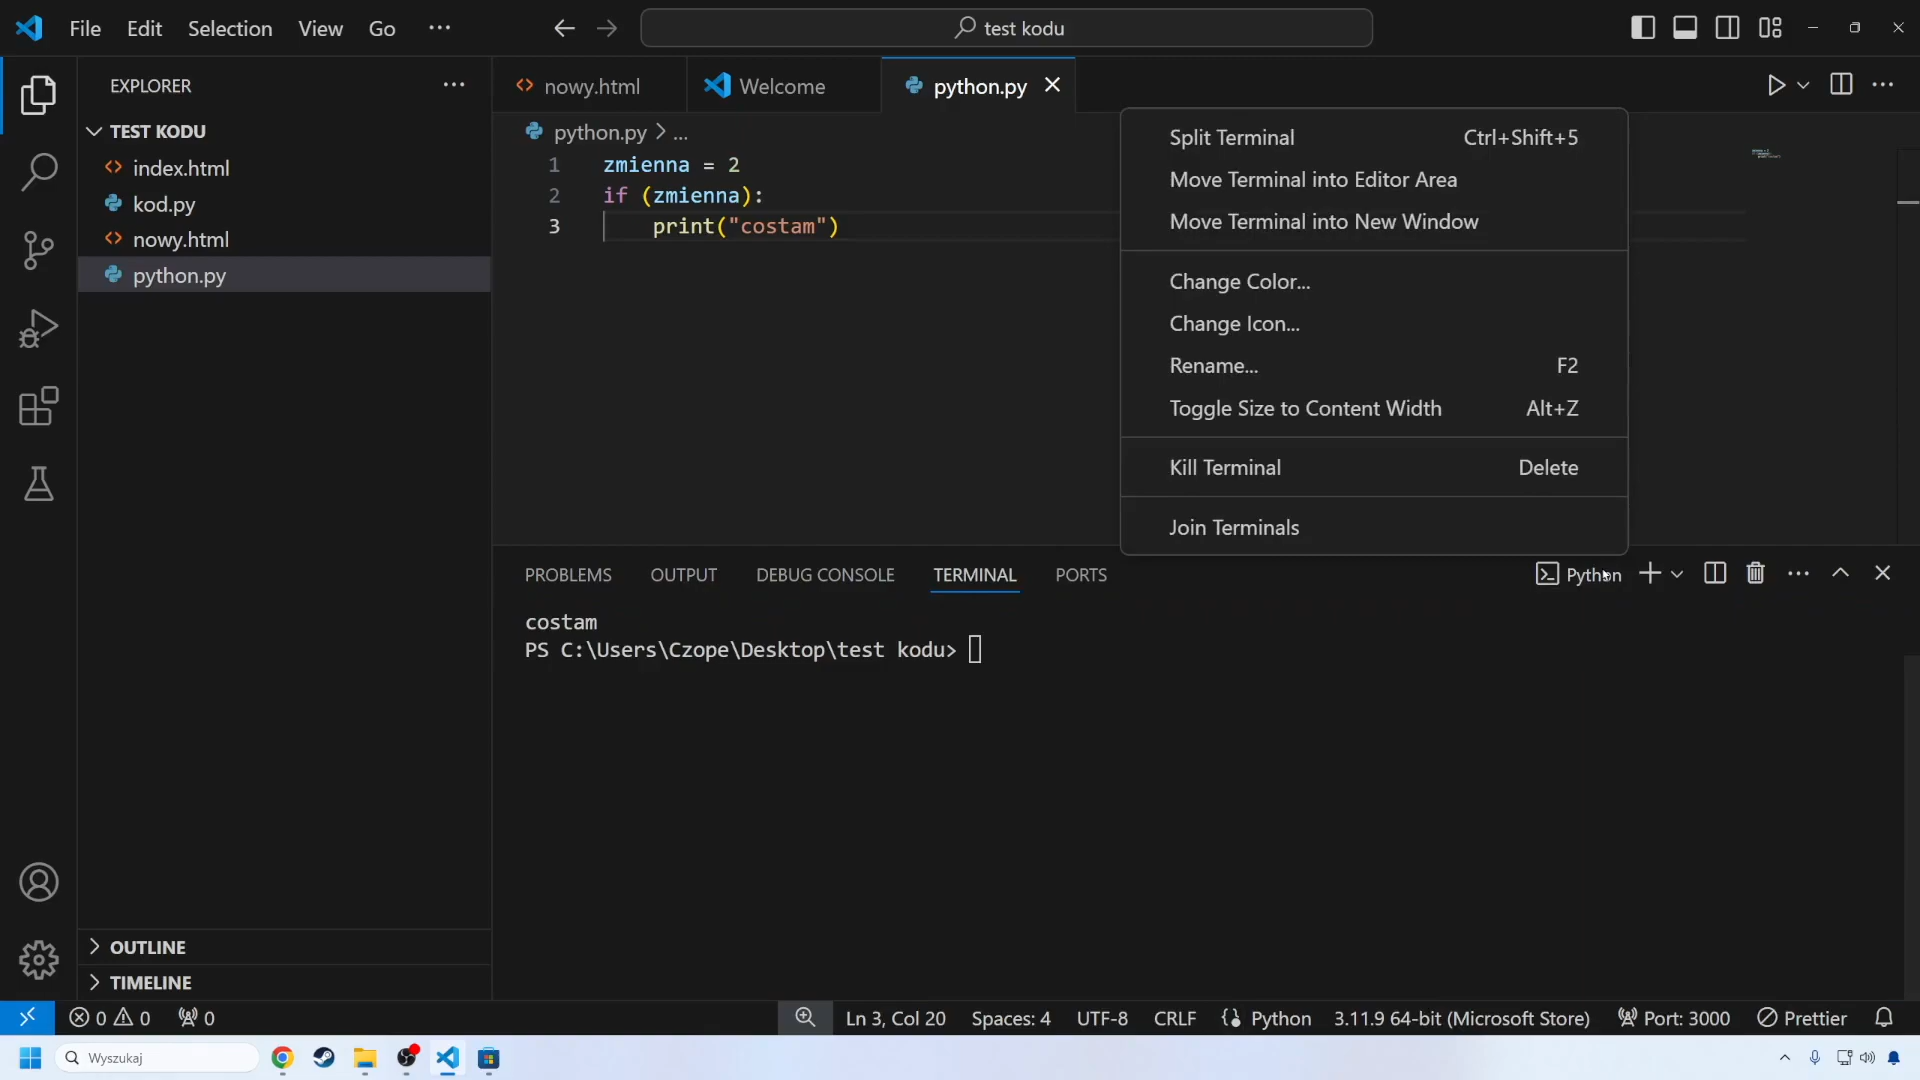 File Edit Selection View Go ···
test kodu
EXPLORER ···
TEST KODU
index.html
kod.py
nowy.html
python.py
OUTLINE
TIMELINE
nowy.html
Welcome
python.py
python.py > ...
1 zmienna = 2
2 if (zmienna):
3 print("costam")
Split Terminal Ctrl+Shift+5
Move Terminal into Editor Area
Move Terminal into New Window
Change Color...
Change Icon...
Rename... F2
Toggle Size to Content Width Alt+Z
Kill Terminal Delete
Join Terminals
PROBLEMS OUTPUT DEBUG CONSOLE TERMINAL PORTS
Python
costam
PS C:\Users\Czope\Desktop\test kodu>
0 0 0
Ln 3, Col 20 Spaces: 4 UTF-8 CRLF Python 3.11.9 64-bit (Microsoft Store) Port: 3000 Prettier
Wyszukaj